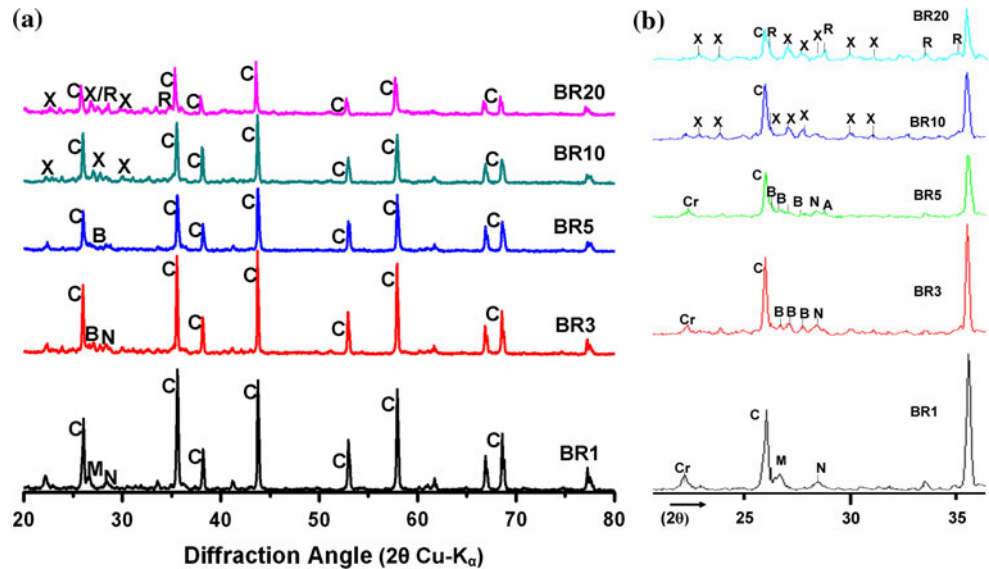 (a)
C
X
X/R
X
R
C
C
C
C
C
C
BR20
X
C
X
X
C
C
C
C
C
C
BR10
C
B
C
C
C
C
C
C
BR5
C
B N
C
C
C
C
C
C
BR3
C
M N
C
C
C
C
C
C
BR1
20 30 40 50 60 70 80
Diffraction Angle (2θ Cu-Kα)
(b)
X X C R X X X R X X R R
BR20
X X C X X X X X
BR10
Cr C B B B N A
BR5
Cr C B B B N
BR3
Cr C M N
BR1
(2θ) 26 30 35